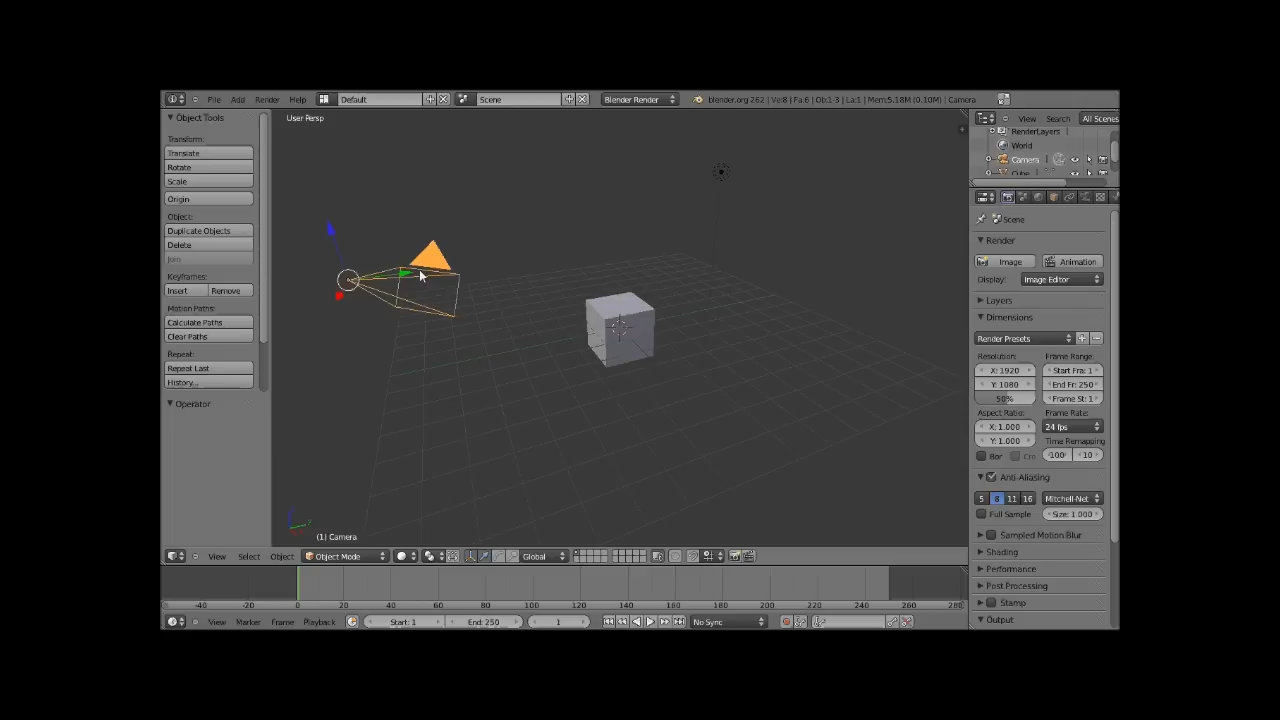 File Add Render Help Default Scene Blender Render blender.org 262 | Ve:8 | Fa:6 | Ob:1-3 | La:1 | Mem:5.18M (0.10M) | Camera
Object Tools
Transform:
Translate
Rotate
Scale
Origin
Object:
Duplicate Objects
Delete
Join
Keyframes:
Insert Remove
Motion Paths:
Calculate Paths
Clear Paths
Repeat:
Repeat Last
History...
Operator
User Persp
(1) Camera
View Search All Scenes
RenderLayers
World
Camera
Cube
Scene
Render
Image Animation
Display: Image Editor
Layers
Dimensions
Render Presets
Resolution: Frame Range:
X: 1920 Start Fra: 1
Y: 1080 End Fr: 250
50% Frame St: 1
Aspect Ratio: Frame Rate:
X: 1.000 24 fps
Y: 1.000 Time Remapping
Bor 100 10
Anti-Aliasing
5 8 11 16 Mitchell-Net
Full Sample Size: 1.000
Sampled Motion Blur
Shading
Performance
Post Processing
Stamp
Output
View Select Object Object Mode Global
-40 -20 0 20 40 60 80 100 120 140 160 180 200 220 240 260 280
View Marker Frame Playback Start: 1 End: 250 1 No Sync